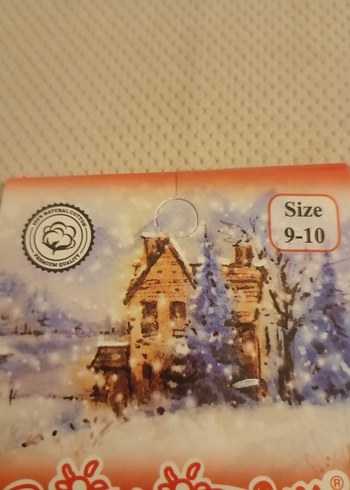 100% NATURAL COTTON
PREMIUM QUALITY
Size
9-10
®